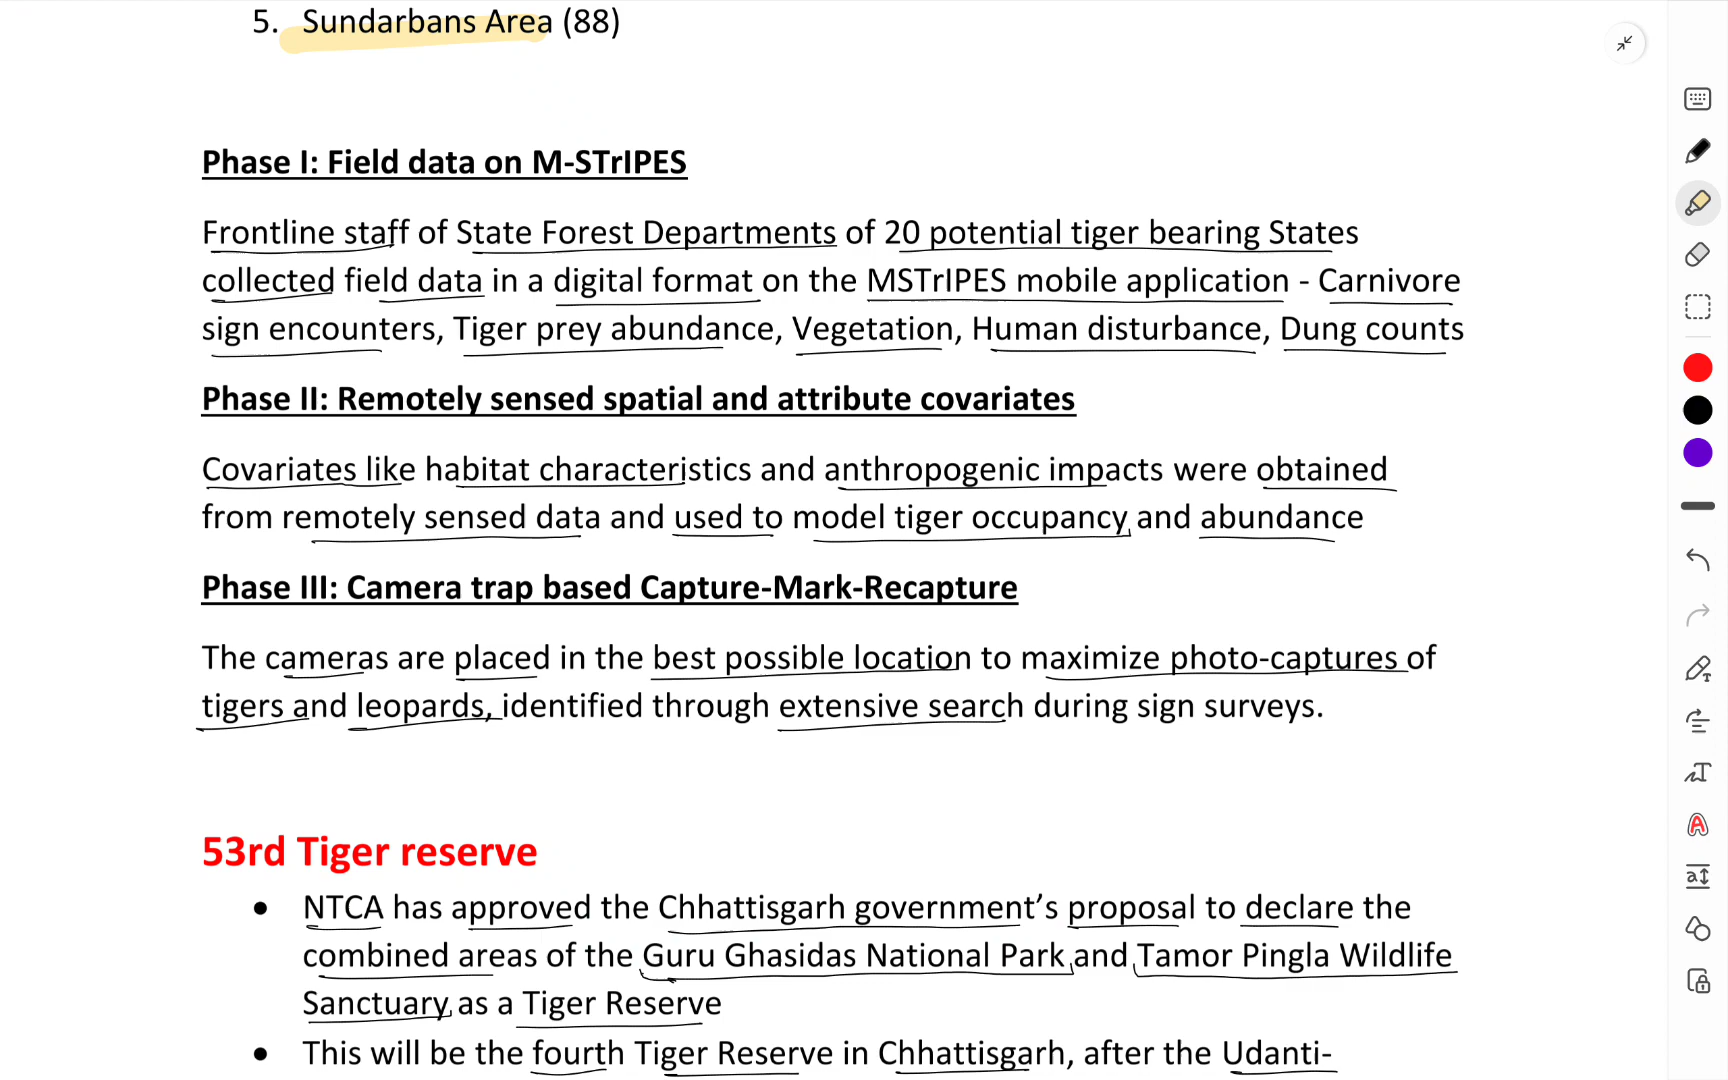 5. Sundarbans Area (88)
Phase I: Field data on M-STrIPES
Frontline staff of State Forest Departments of 20 potential tiger bearing States
collected field data in a digital format on the MSTrIPES mobile application - Carnivore
sign encounters, Tiger prey abundance, Vegetation, Human disturbance, Dung counts
Phase II: Remotely sensed spatial and attribute covariates
Covariates like habitat characteristics and anthropogenic impacts were obtained
from remotely sensed data and used to model tiger occupancy and abundance
Phase III: Camera trap based Capture-Mark-Recapture
The cameras are placed in the best possible location to maximize photo-captures of
tigers and leopards, identified through extensive search during sign surveys.
53rd Tiger reserve
• NTCA has approved the Chhattisgarh government’s proposal to declare the
combined areas of the Guru Ghasidas National Park and Tamor Pingla Wildlife
Sanctuary as a Tiger Reserve
• This will be the fourth Tiger Reserve in Chhattisgarh, after the Udanti-